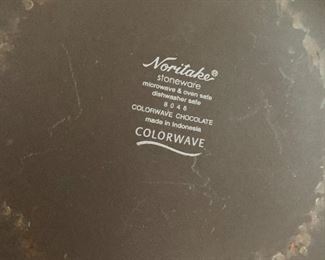 Noritake®
stoneware
microwave & oven safe
dishwasher safe
8046
COLORWAVE CHOCOLATE
made in Indonesia
COLORWAVE